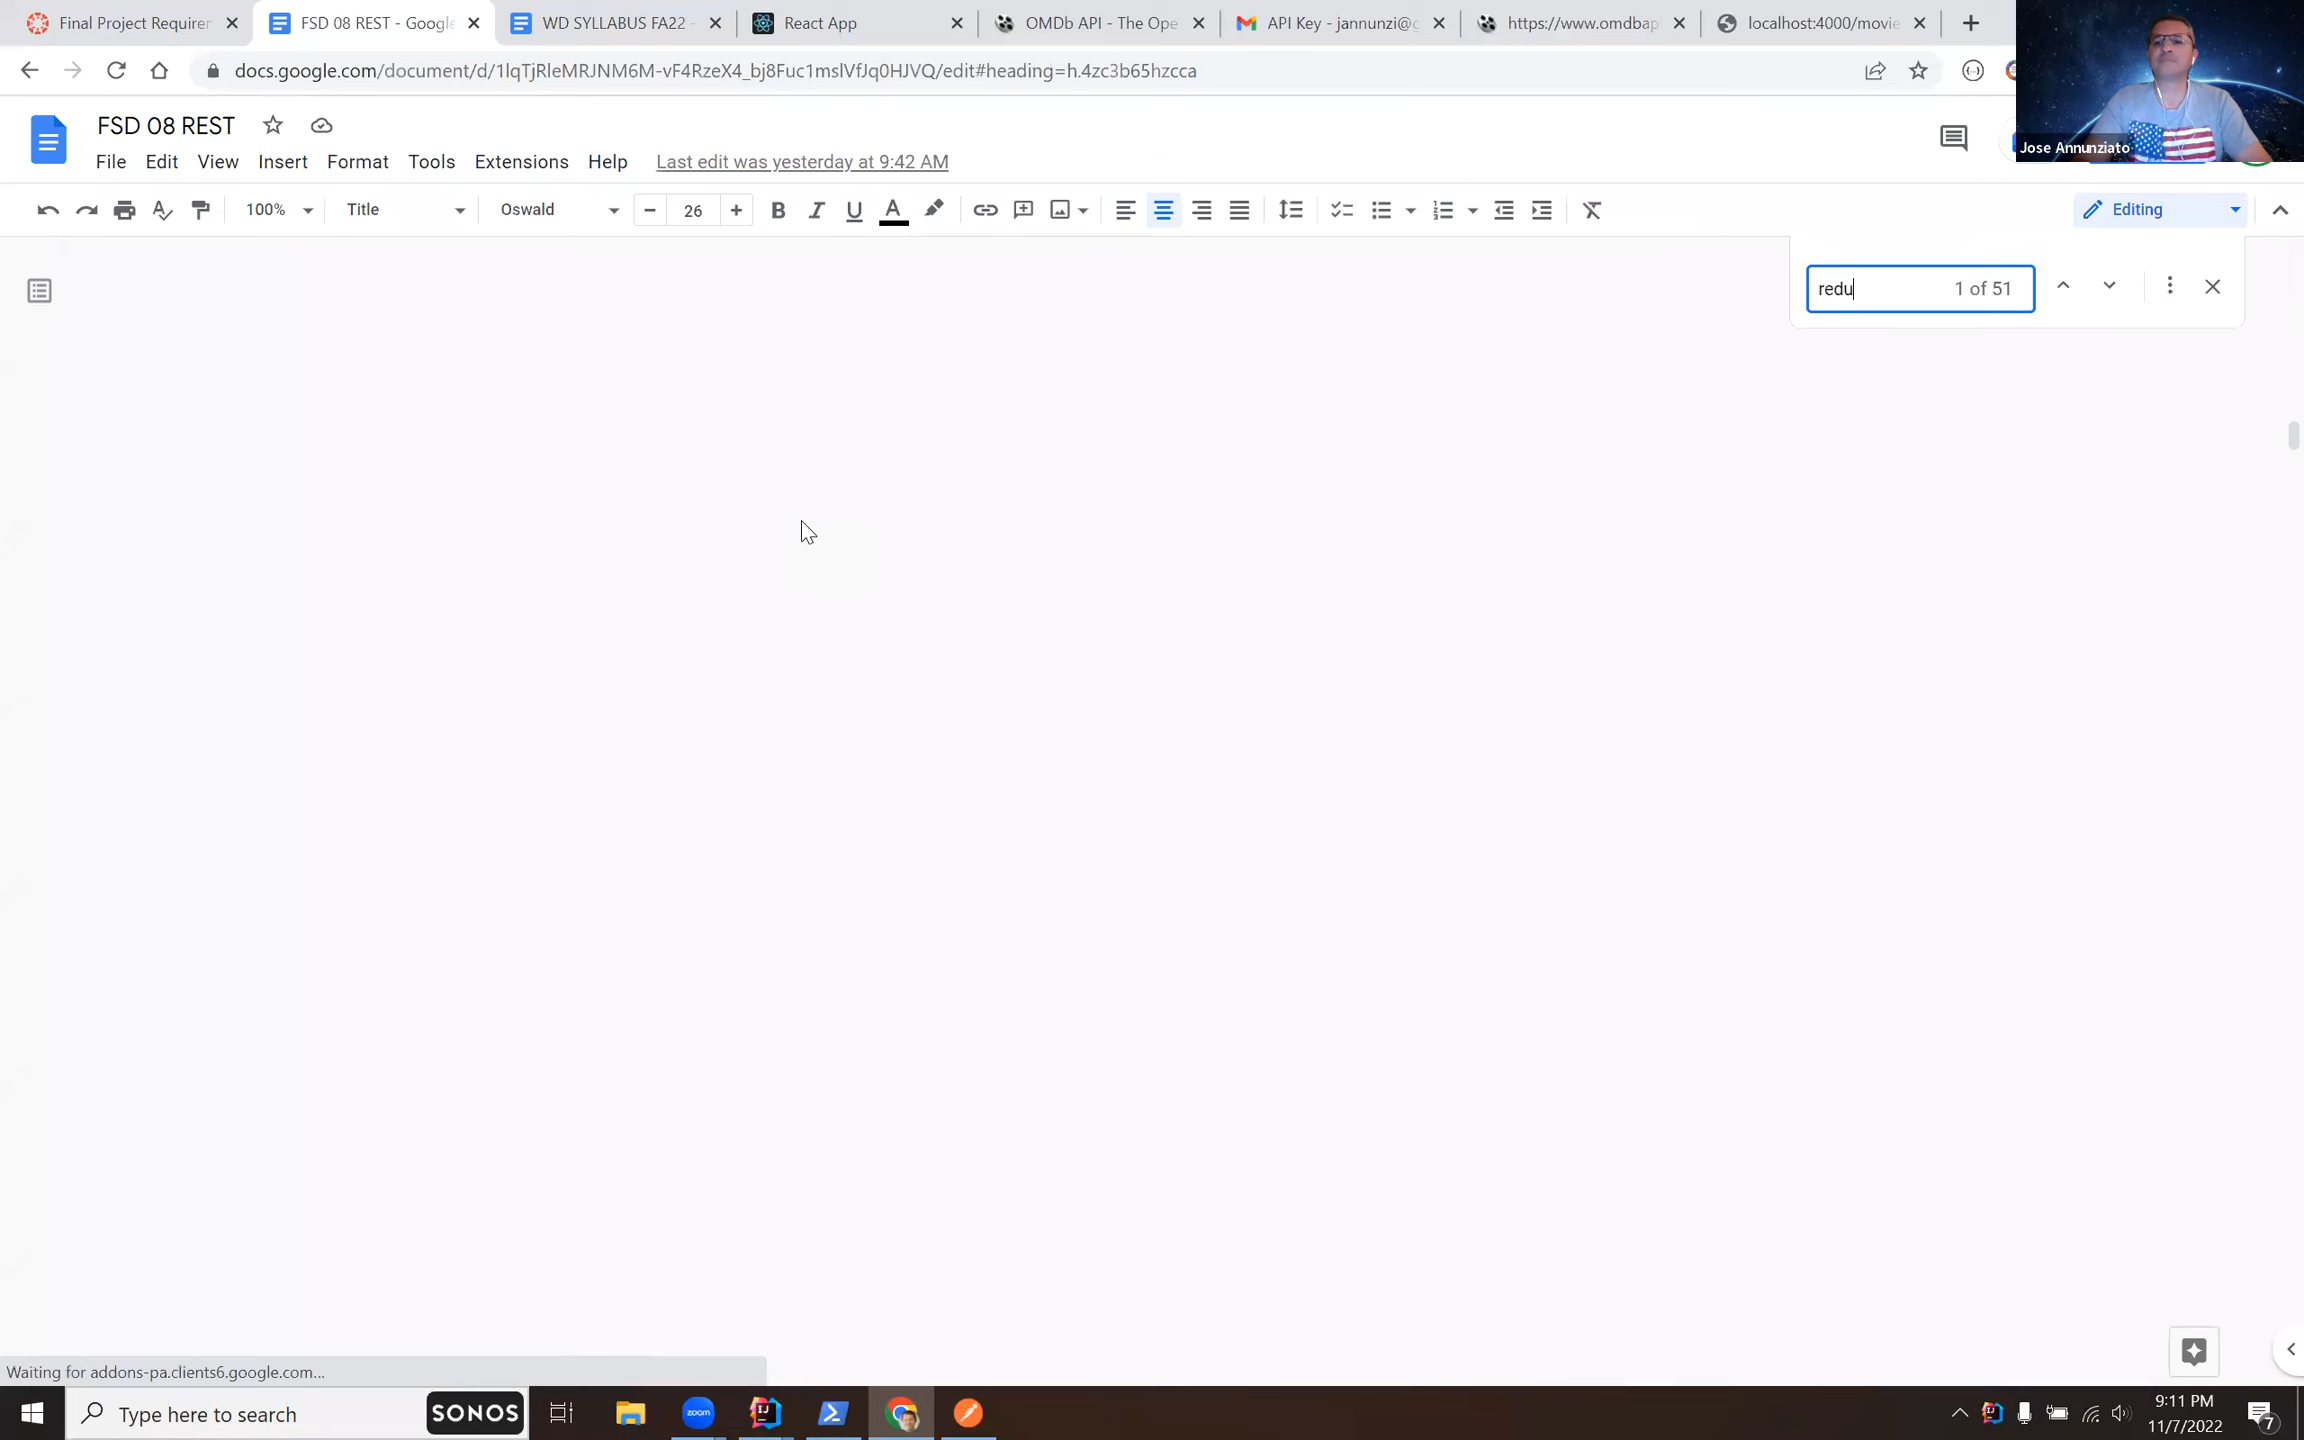 Final Project Requirer
FSD 08 REST - Google
WD SYLLABUS FA22 -
React App
OMDb API - The Ope
API Key - jannunzi@g
https://www.omdbap
localhost:4000/movie
docs.google.com/document/d/1lqTjRleMRJNM6M-vF4RzeX4_bj8Fuc1mslVfJq0HJVQ/edit#heading=h.4zc3b65hzcca
FSD 08 REST
File Edit View Insert Format Tools Extensions Help Last edit was yesterday at 9:42 AM
Jose Annunziato
100% Title Oswald 26 Editing
redu 1 of 51
Waiting for addons-pa.clients6.google.com...
Type here to search
SONOS
zoom
9:11 PM
11/7/2022
7